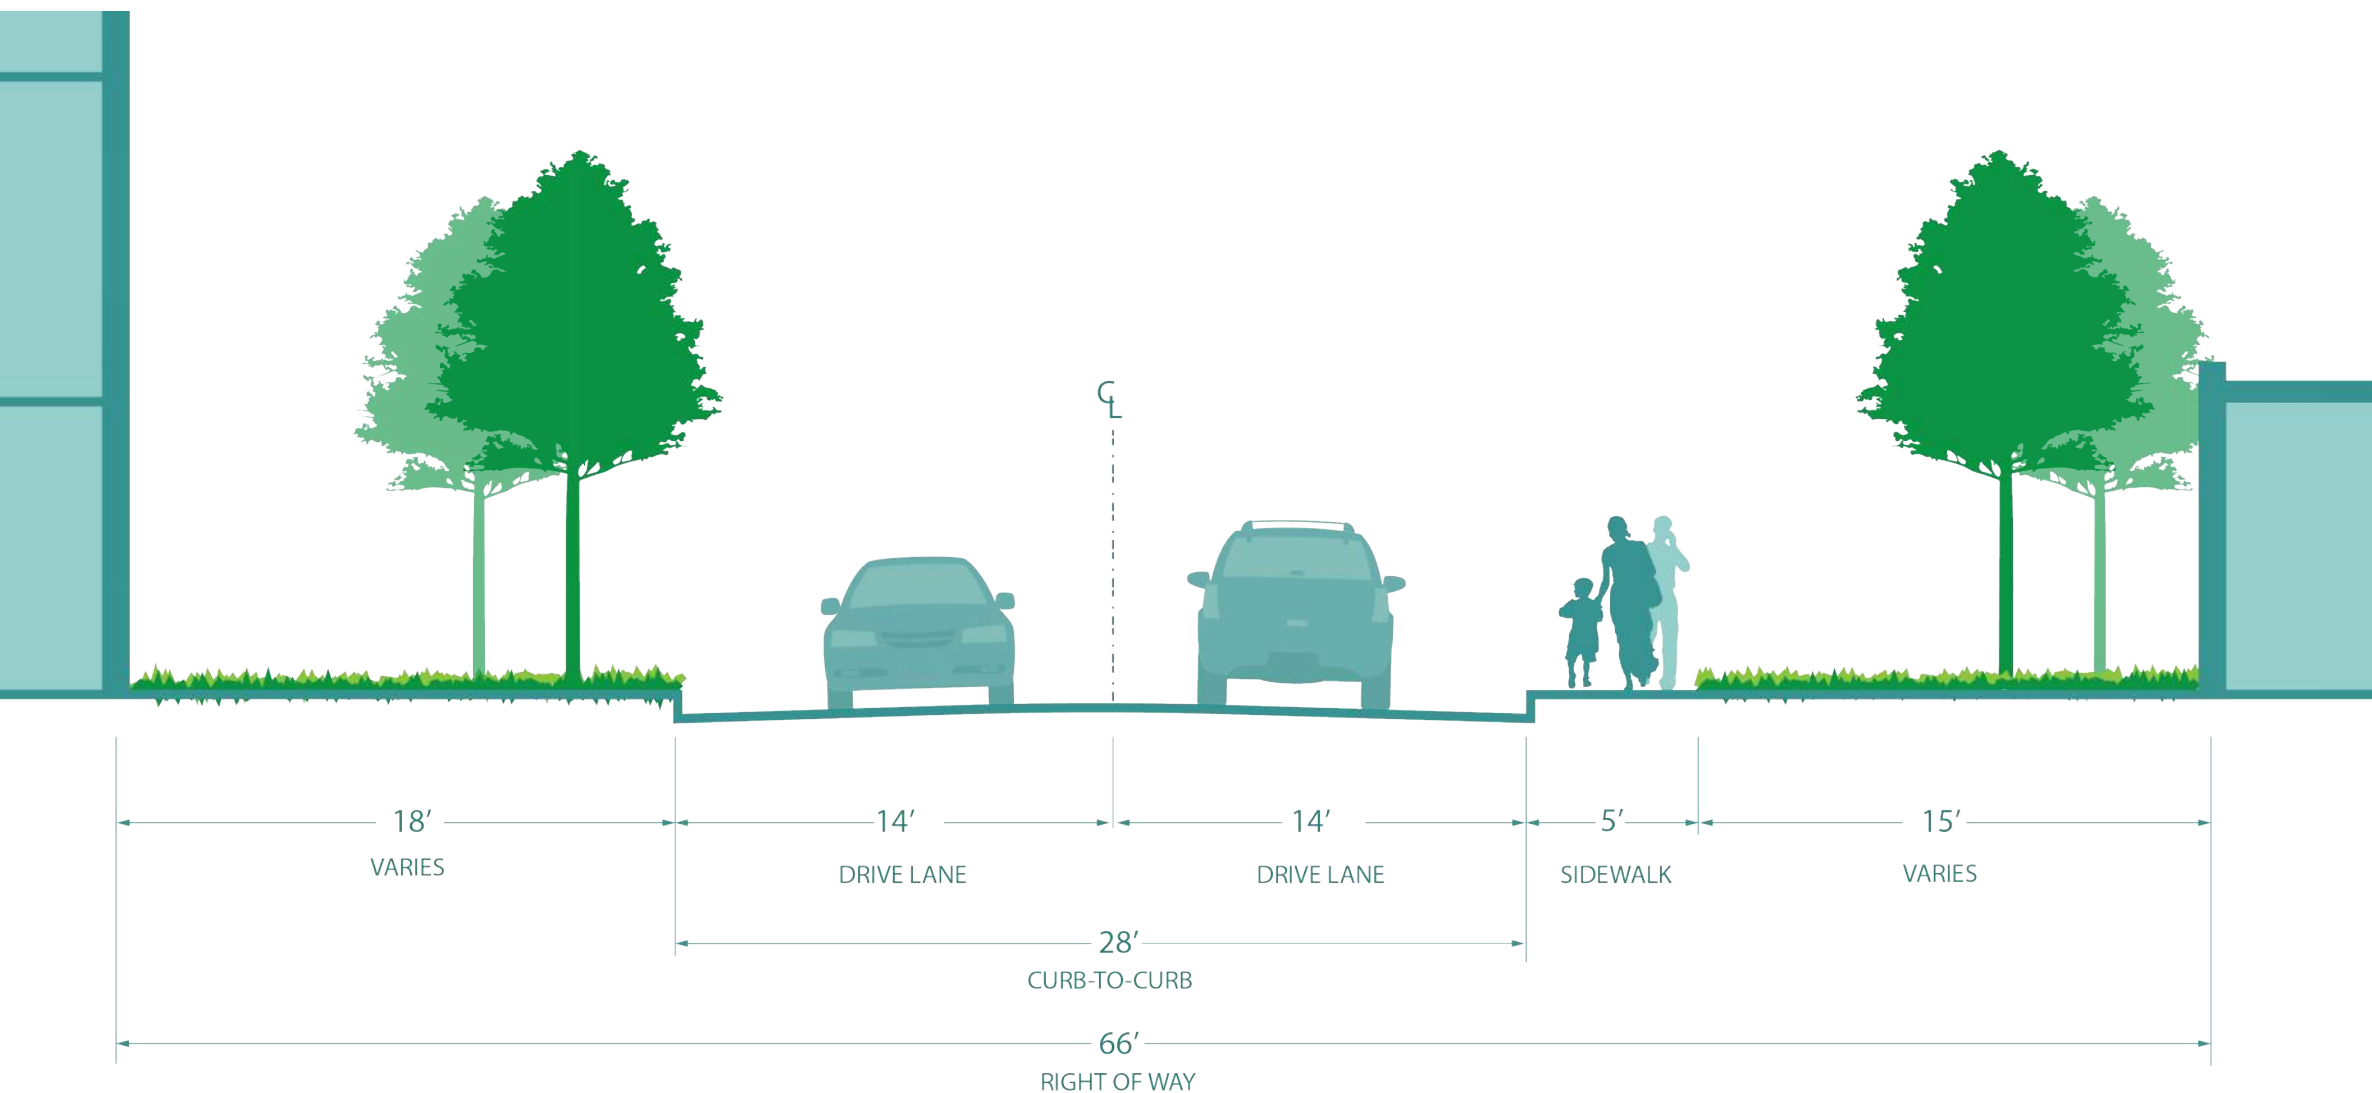 ℄
18’
14’
14’
5’
15’
VARIES
DRIVE LANE
DRIVE LANE
SIDEWALK
VARIES
28’
CURB-TO-CURB
66’
RIGHT OF WAY